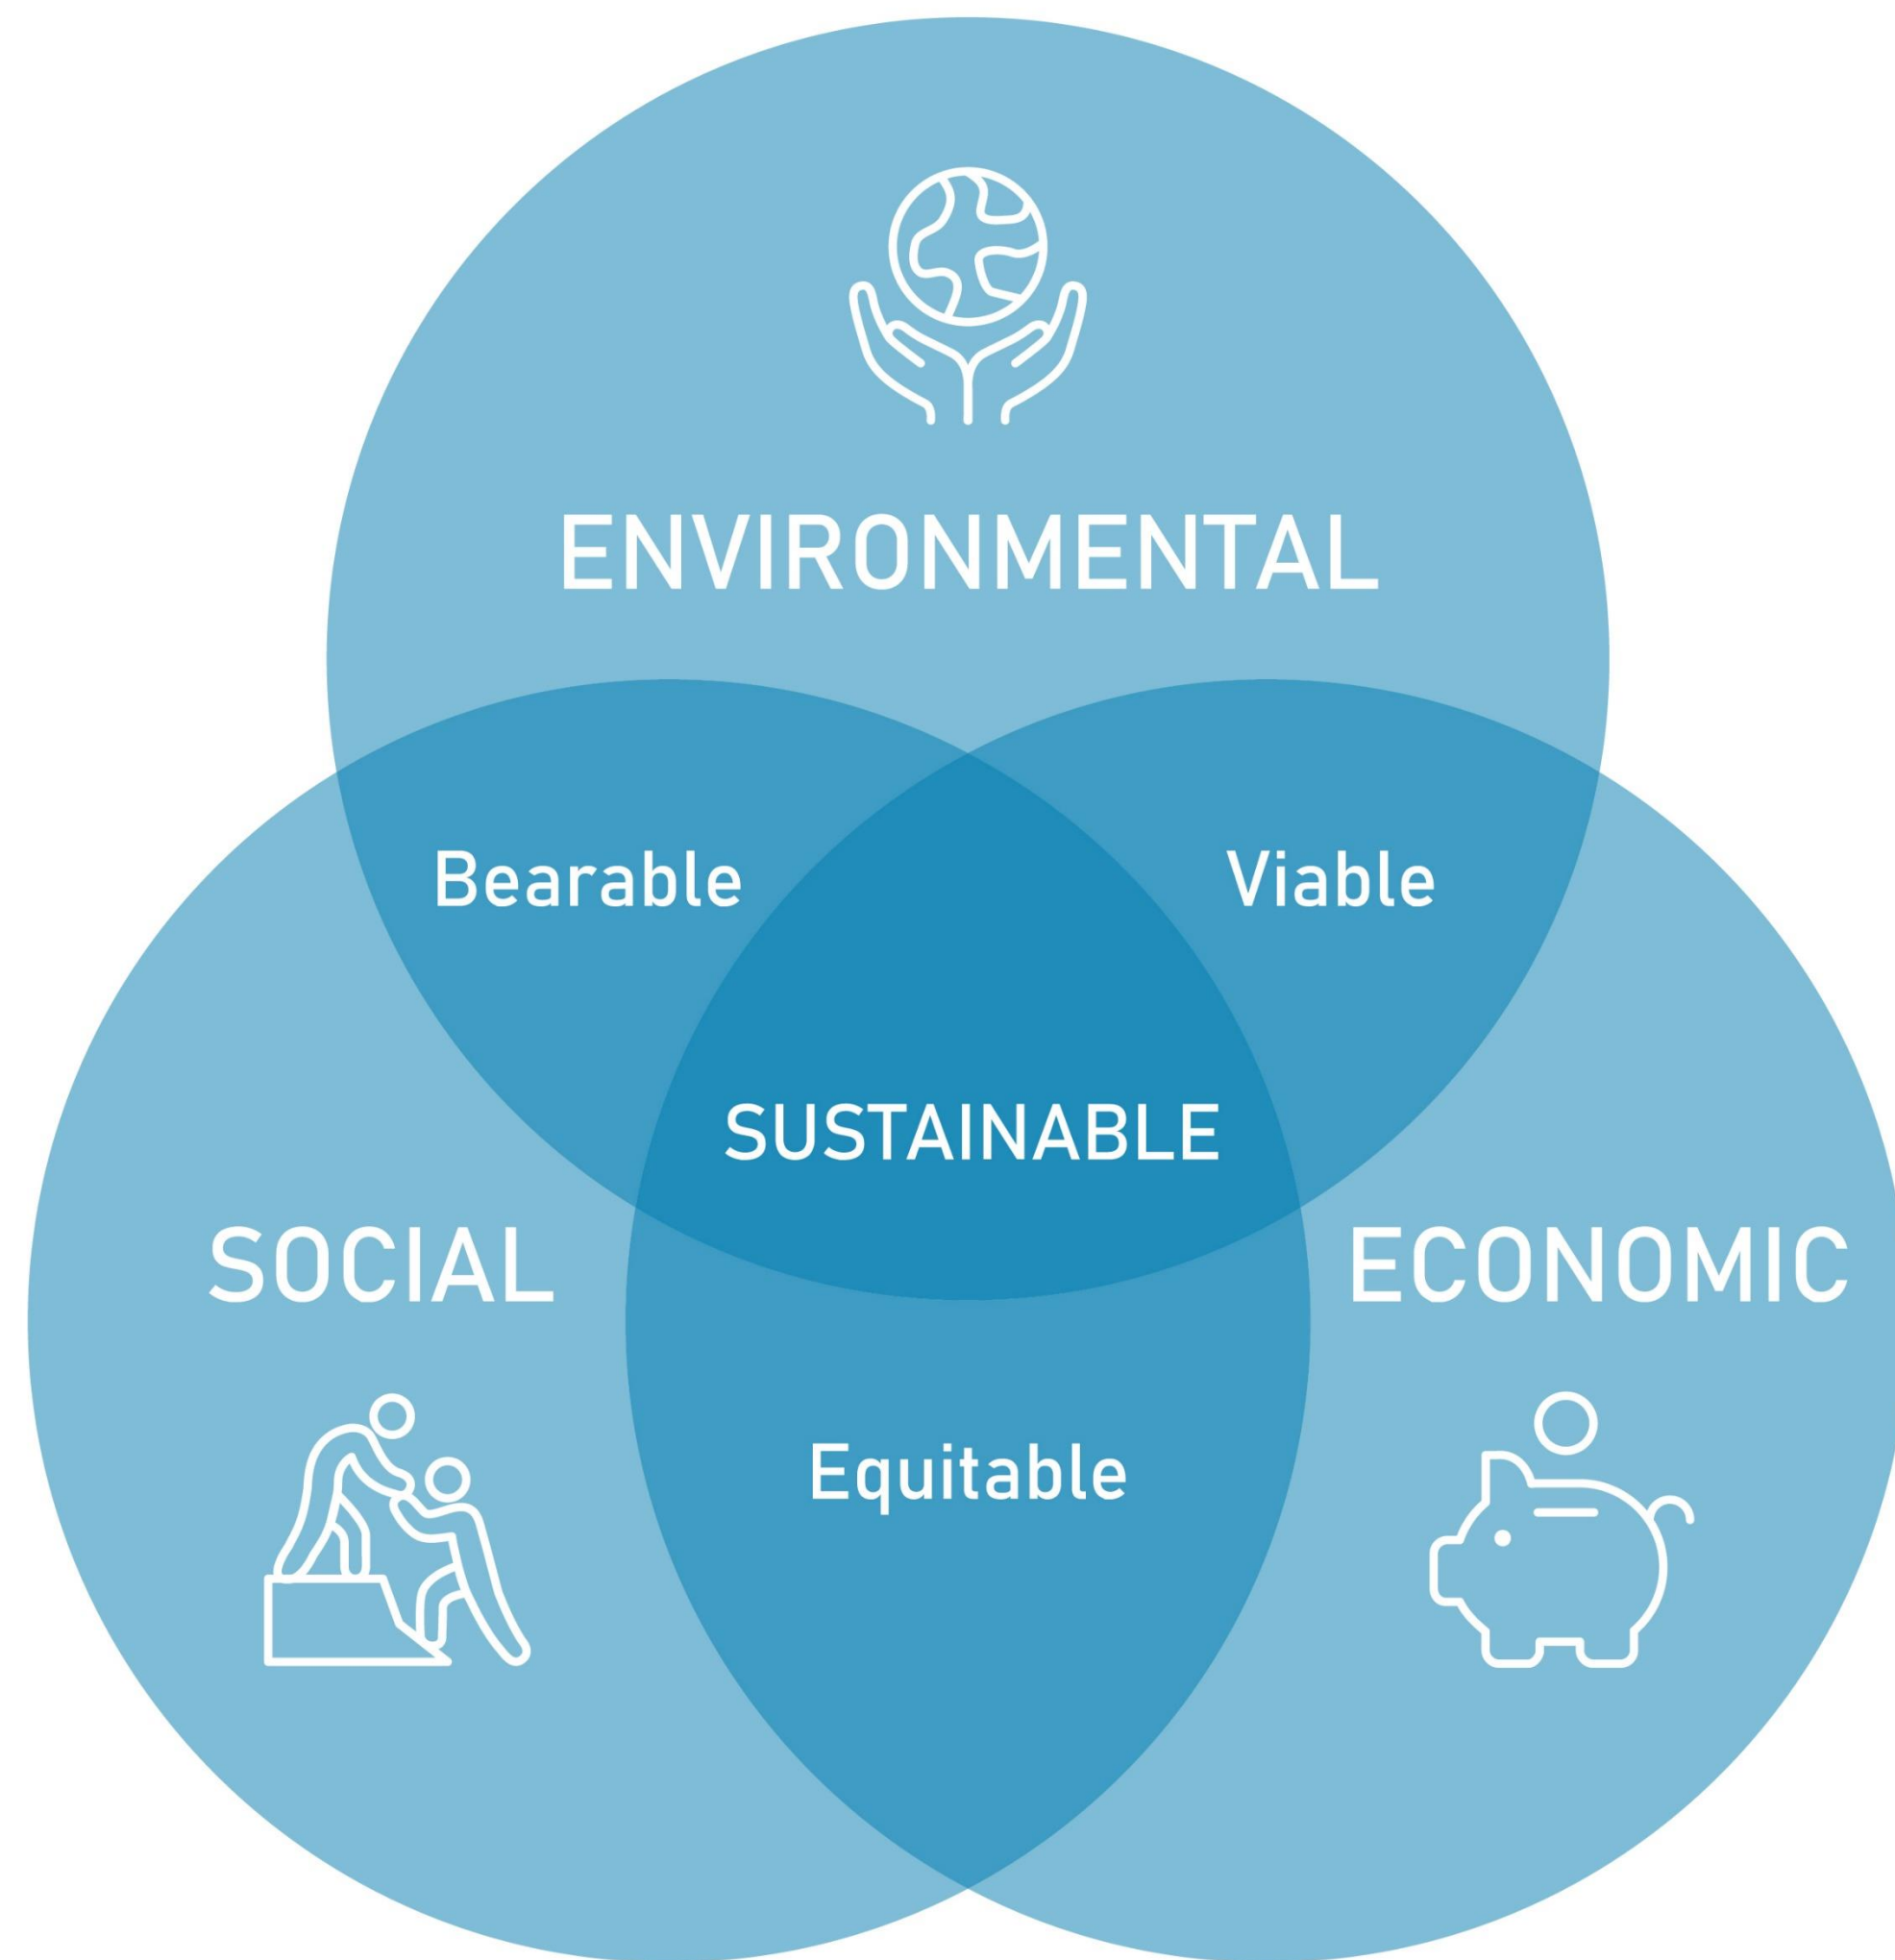 ENVIRONMENTAL
Bearable
Viable
SUSTAINABLE
SOCIAL
ECONOMIC
Equitable